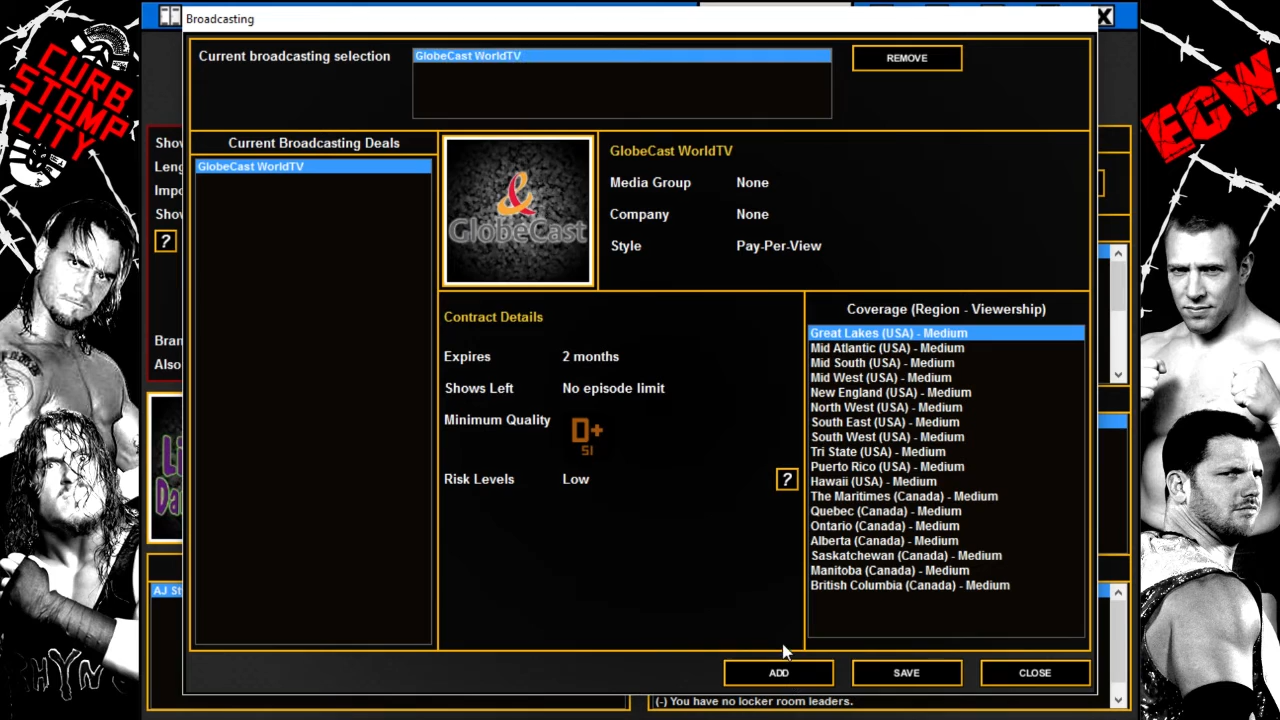 Broadcasting
CURB
STOMP
CITY
EGW
Current broadcasting selection
GlobeCast WorldTV
REMOVE
Current Broadcasting Deals
GlobeCast WorldTV
GlobeCast
GlobeCast WorldTV
Media Group None
Company None
Style Pay-Per-View
?
Contract Details
Expires 2 months
Shows Left No episode limit
Minimum Quality D+
51
Risk Levels Low
?
Coverage (Region - Viewership)
Great Lakes (USA) - Medium
Mid Atlantic (USA) - Medium
Mid South (USA) - Medium
Mid West (USA) - Medium
New England (USA) - Medium
North West (USA) - Medium
South East (USA) - Medium
South West (USA) - Medium
Tri State (USA) - Medium
Puerto Rico (USA) - Medium
Hawaii (USA) - Medium
The Maritimes (Canada) - Medium
Quebec (Canada) - Medium
Ontario (Canada) - Medium
Alberta (Canada) - Medium
Saskatchewan (Canada) - Medium
Manitoba (Canada) - Medium
British Columbia (Canada) - Medium
Also
AJ St
ADD
SAVE
CLOSE
(-) You have no locker room leaders.